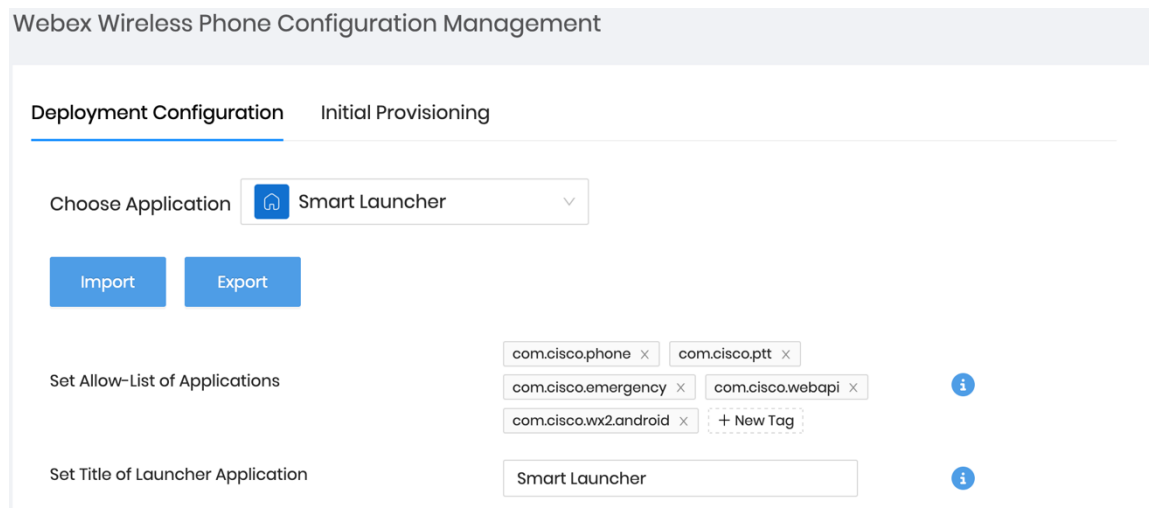 Webex Wireless Phone Configuration Management
Deployment Configuration Initial Provisioning
Choose Application Smart Launcher
Import Export
com.cisco.phone × com.cisco.ptt ×
Set Allow-List of Applications com.cisco.emergency × com.cisco.webapi ×
com.cisco.wx2.android × + New Tag
Set Title of Launcher Application Smart Launcher